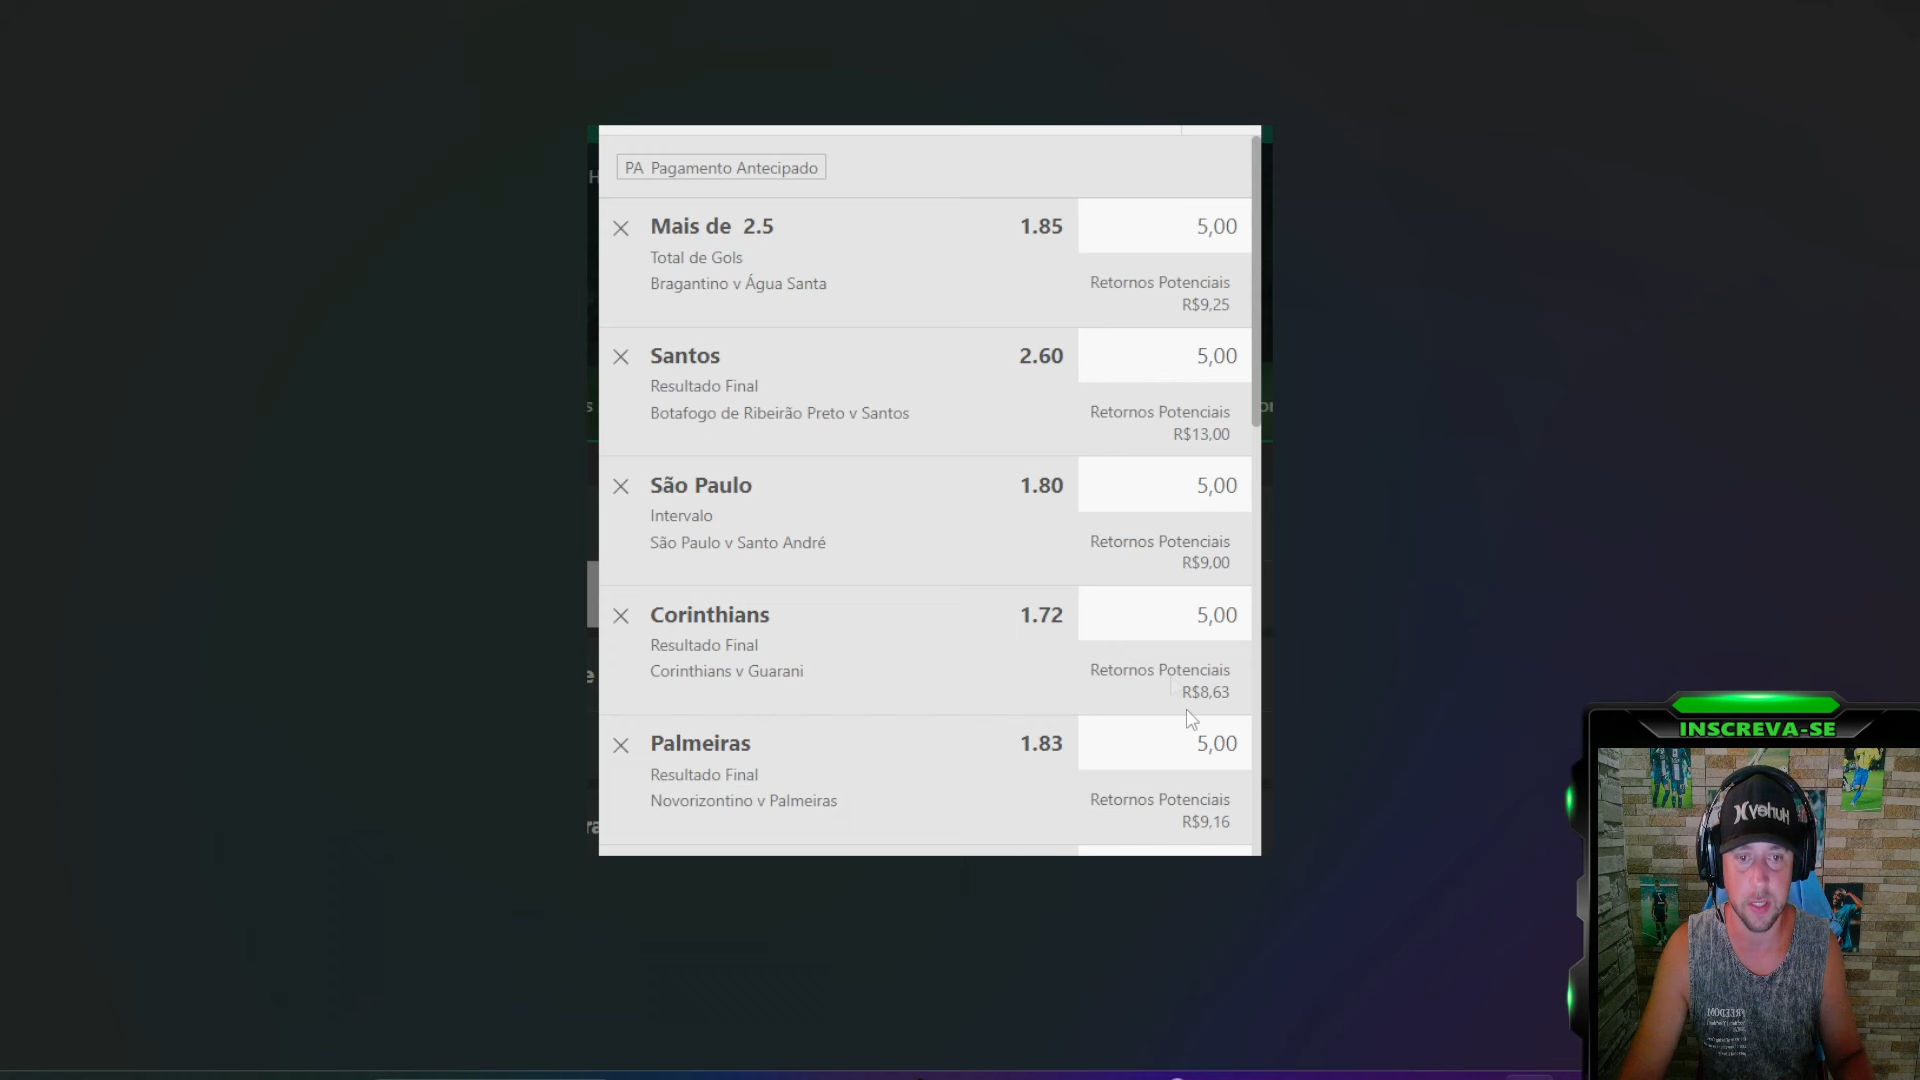 PA Pagamento Antecipado
Mais de 2.5 1.85 5,00
Total de Gols
Bragantino v Água Santa
Retornos Potenciais
R$9,25
Santos 2.60 5,00
Resultado Final
Botafogo de Ribeirão Preto v Santos
Retornos Potenciais
R$13,00
São Paulo 1.80 5,00
Intervalo
São Paulo v Santo André
Retornos Potenciais
R$9,00
Corinthians 1.72 5,00
Resultado Final
Corinthians v Guarani
Retornos Potenciais
R$8,63
Palmeiras 1.83 5,00
Resultado Final
Novorizontino v Palmeiras
Retornos Potenciais
R$9,16
INSCREVA-SE
Hurley
FREEDOM